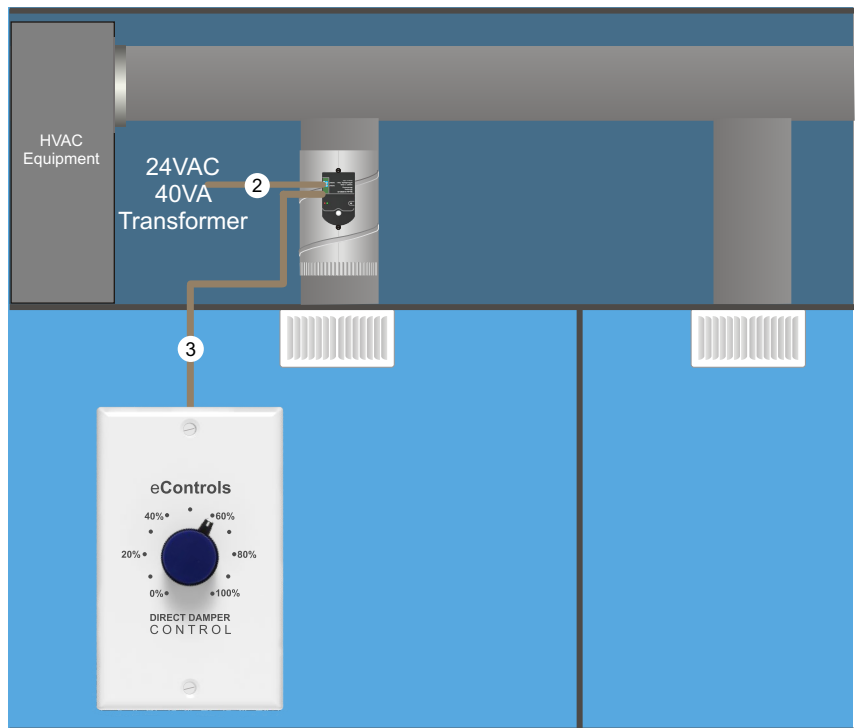 HVAC
Equipment
24VAC
40VA
Transformer
2
3
eControls
40%
60%
20%
80%
0%
100%
DIRECT DAMPER
CONTROL